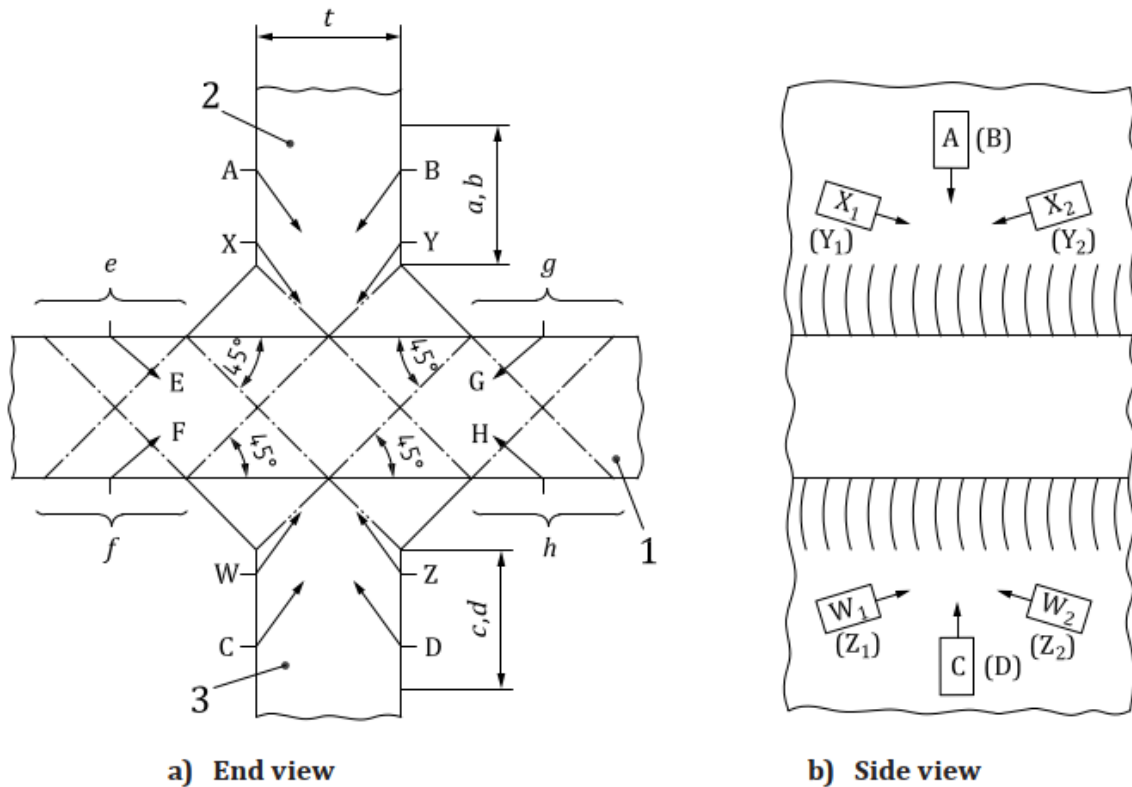 t
2
A
B
a, b
A
(B)
X
Y
X₁
X₂
(Y₁)
(Y₂)
e
g
45°
45°
E
G
F
H
45°
45°
f
h
1
W
Z
c, d
W₁
W₂
(Z₁)
(Z₂)
C
D
C
(D)
3
a) End view
b) Side view